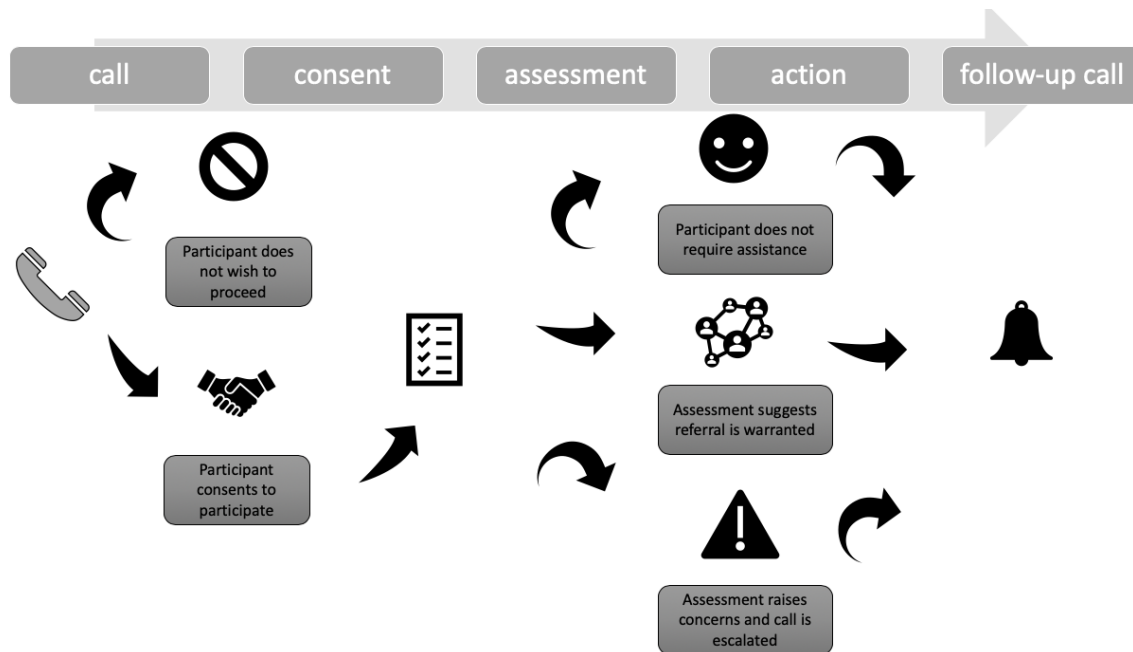 call
consent
assessment
action
follow-up call
Participant does
not wish to
proceed
Participant
consents to
participate
Participant does not
require assistance
Assessment suggests
referral is warranted
Assessment raises
concerns and call is
escalated